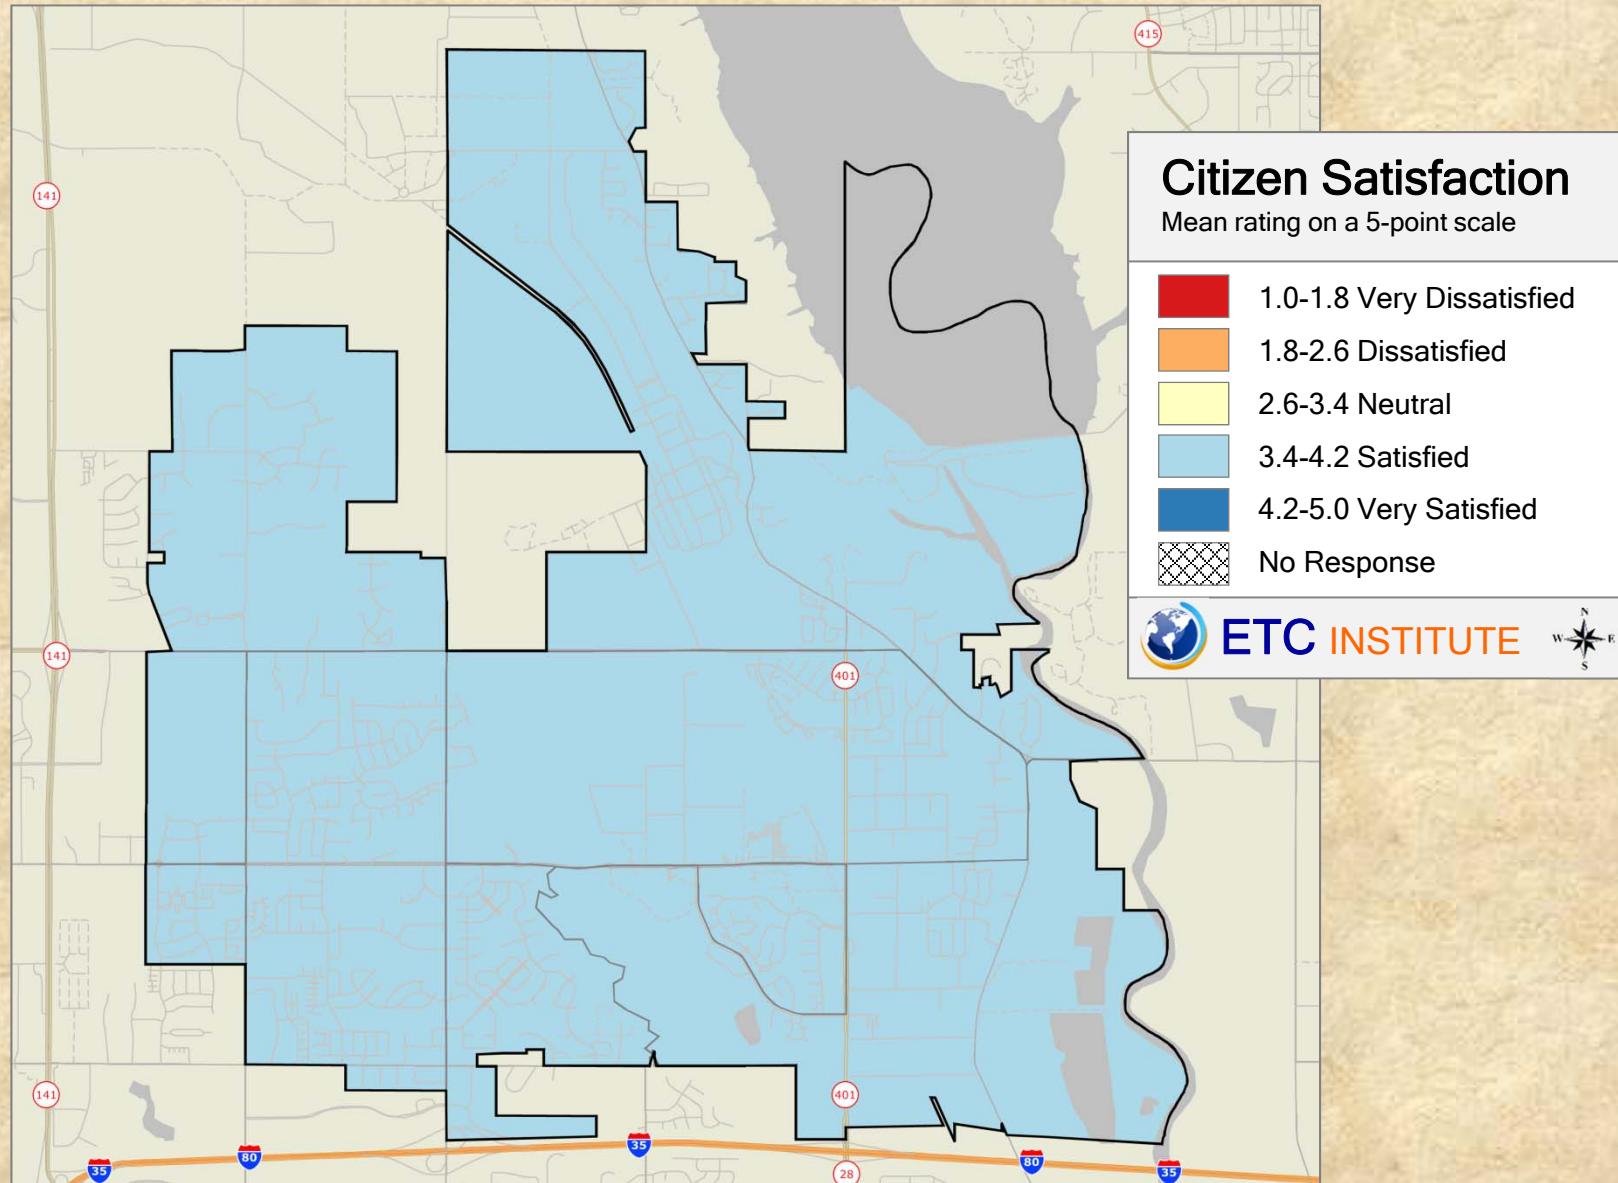 415
141
Citizen Satisfaction
Mean rating on a 5-point scale
1.0-1.8 Very Dissatisfied
1.8-2.6 Dissatisfied
2.6-3.4 Neutral
3.4-4.2 Satisfied
4.2-5.0 Very Satisfied
No Response
ETC INSTITUTE
N
W E
S
141
401
141
401
35
80
35
80
35
28